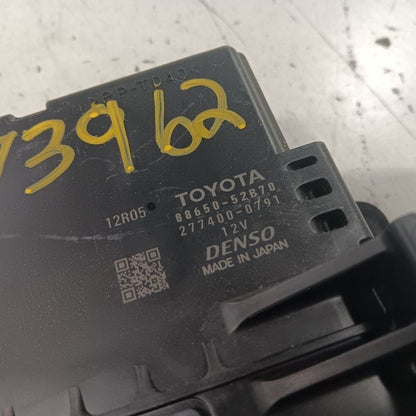 73962
12R05
TOYOTA
88650-52B70
277400-0791
12V
DENSO
MADE IN JAPAN